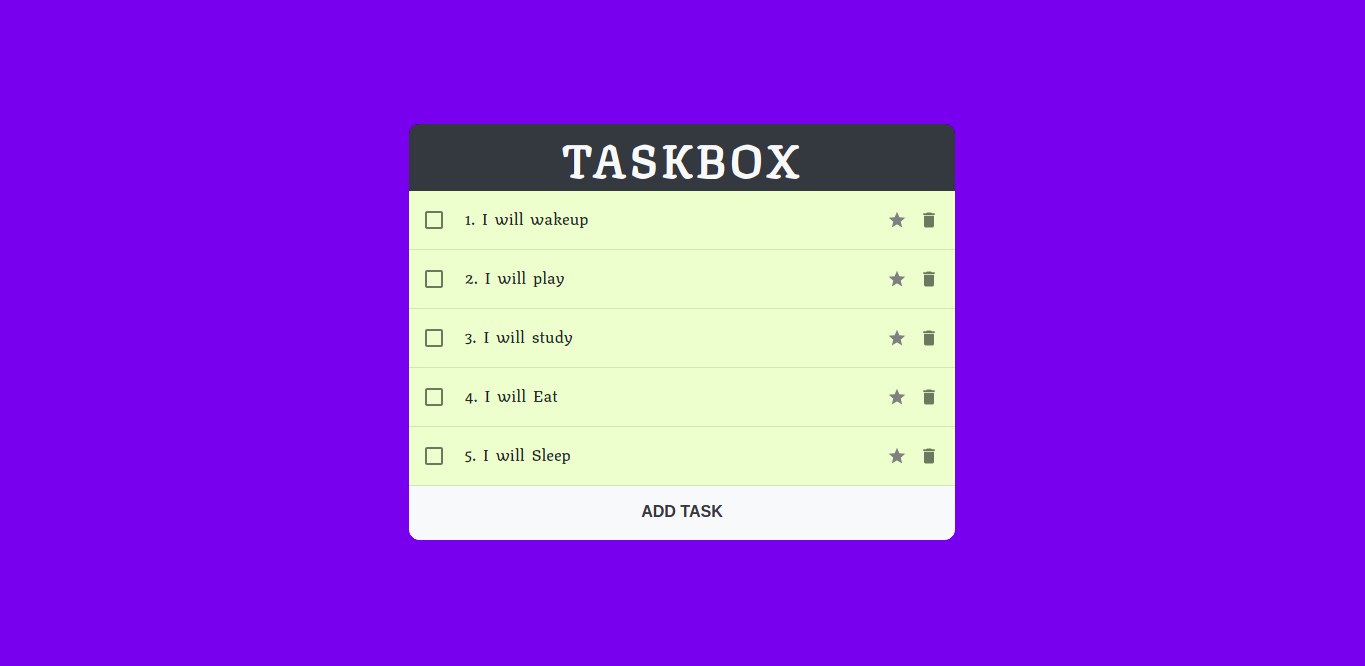 TASKBOX
1. I will wakeup
2. I will play
3. I will study
4. I will Eat
5. I will Sleep
ADD TASK